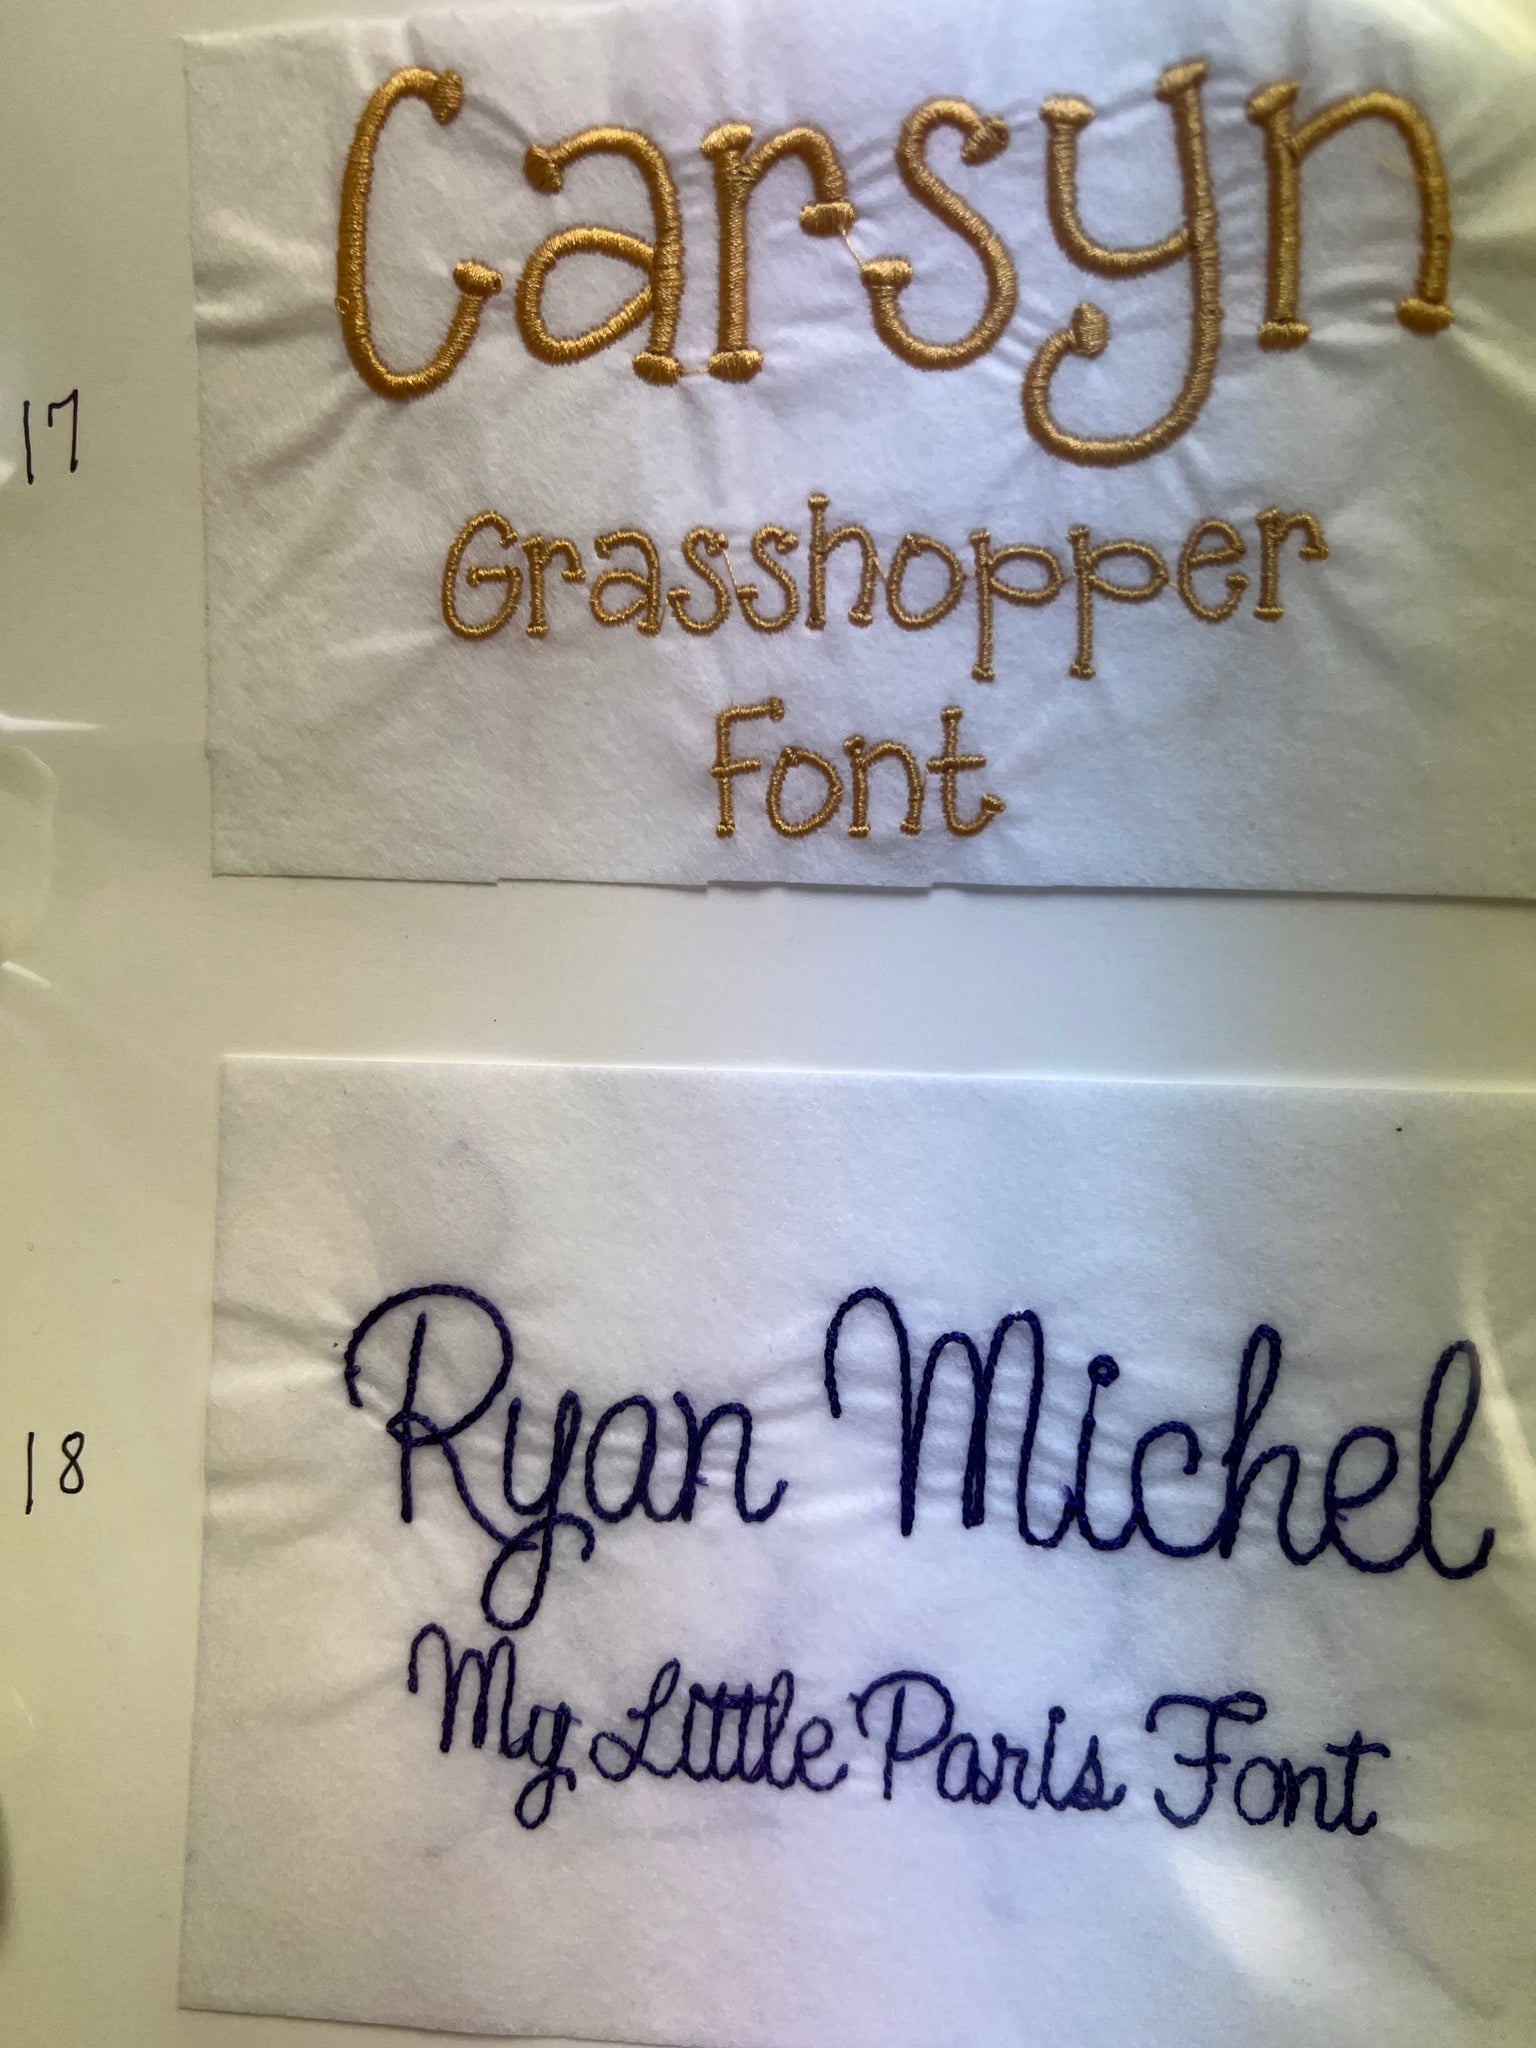 17
Carsyn
Grasshopper
Font
18
Ryan Michel
My Little Paris Font